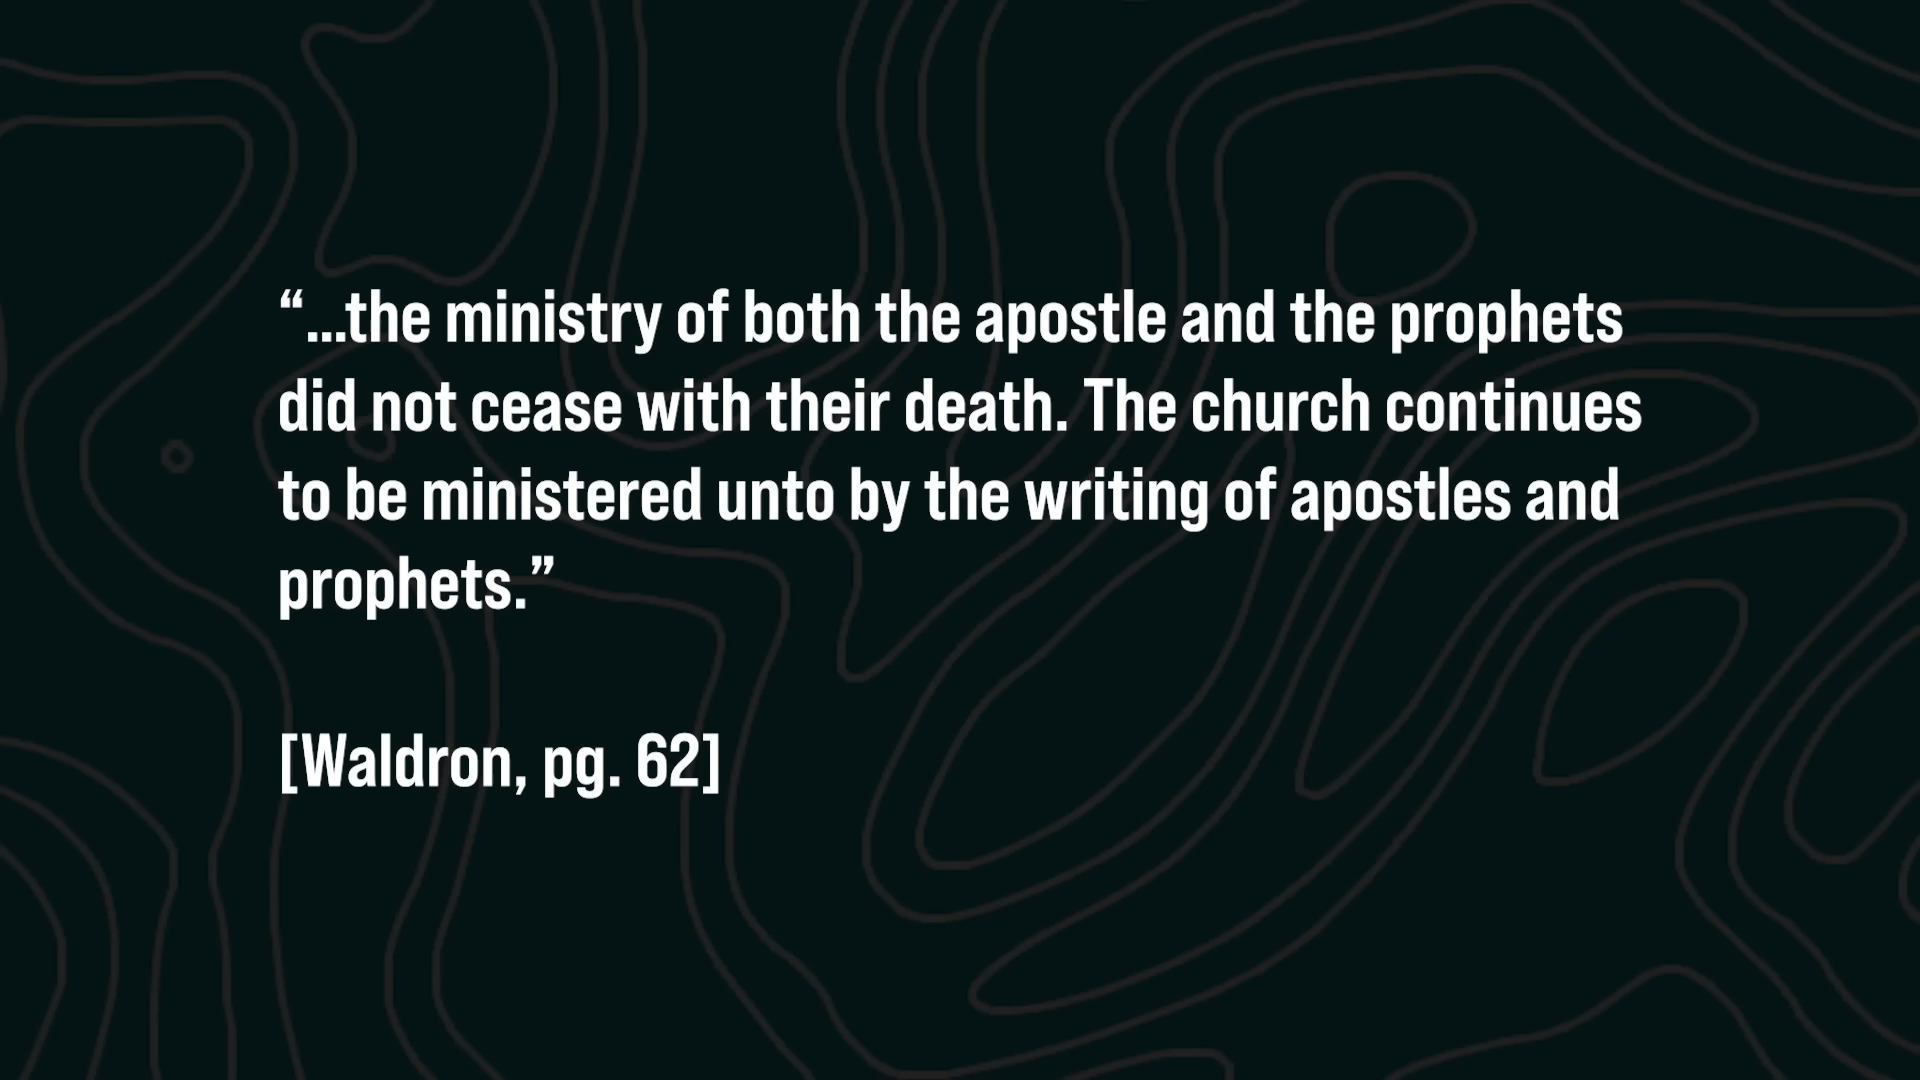 “...the ministry of both the apostle and the prophets
did not cease with their death. The church continues
to be ministered unto by the writing of apostles and
prophets.”
[Waldron, pg. 62]